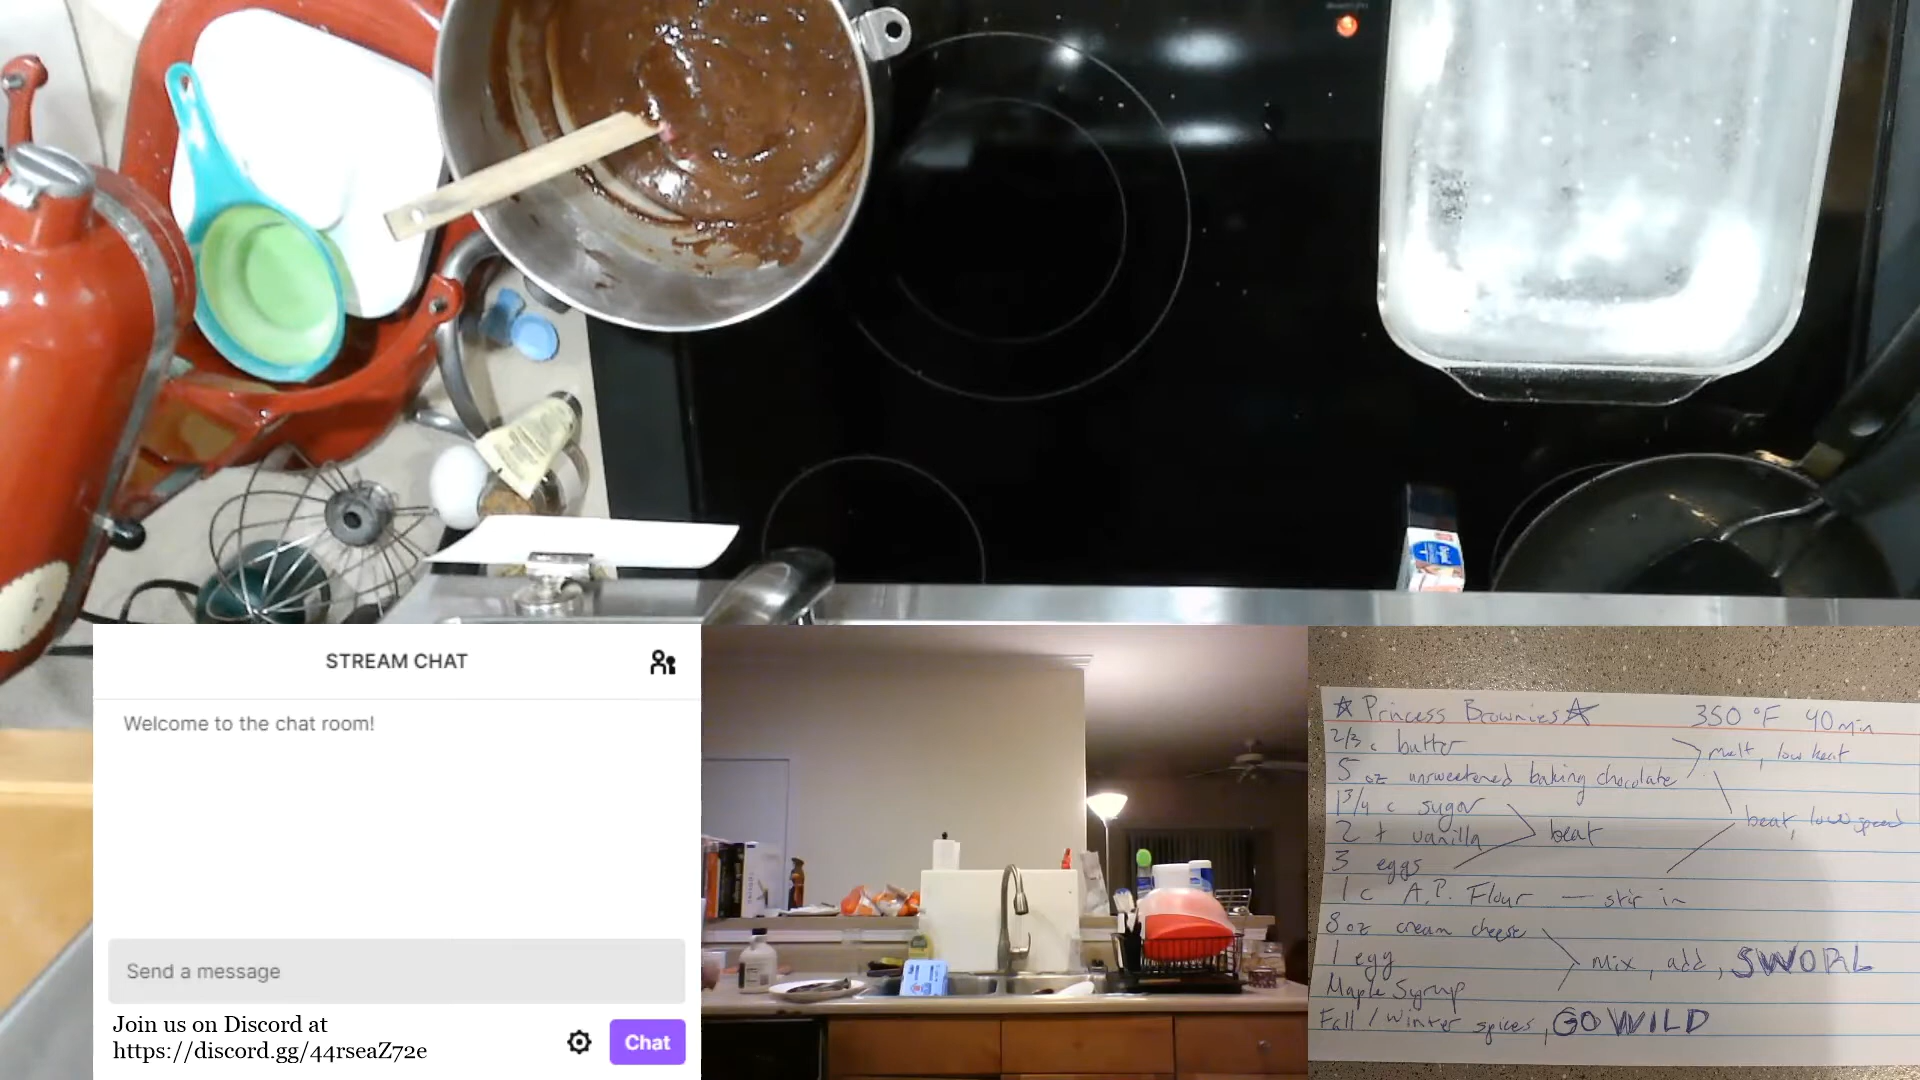 STREAM CHAT
Welcome to the chat room!
Send a message
Join us on Discord at
https://discord.gg/44rseaZ72e
Chat
☆ Princess Brownies ☆ 350 °F 40 min
2/3 c butter
melt, low heat
5 oz unsweetened baking chocolate
1 3/4 c sugar
beat, low speed
2 t vanilla
beat
3 eggs
1 c A.P. Flour — stir in
8 oz cream cheese
1 egg
mix, add, SWORL
Maple Syrup
Fall / Winter spices, GO WILD